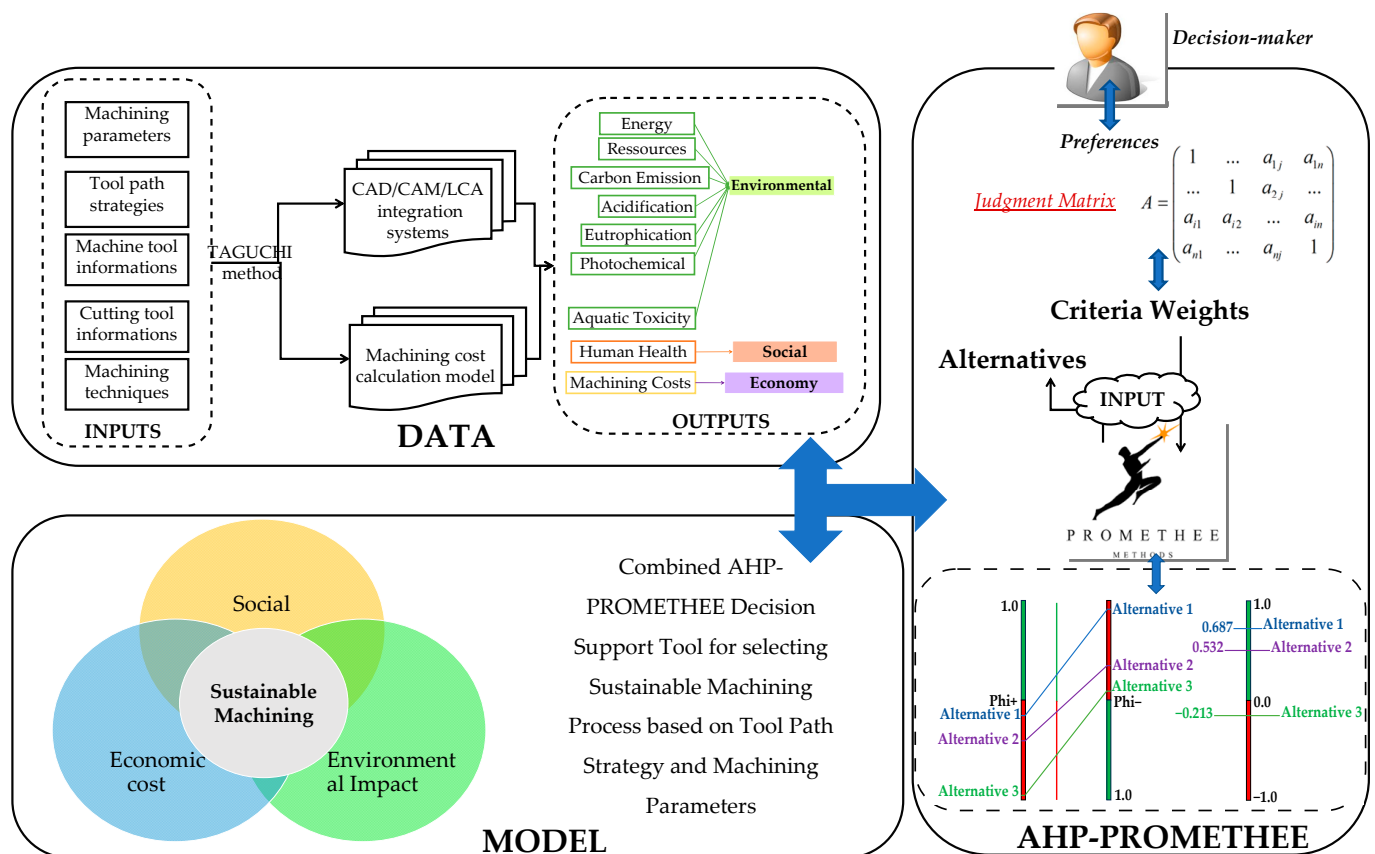 Machining
parameters
Tool path
strategies
Machine tool
informations
Cutting tool
informations
Machining
techniques
INPUTS
TAGUCHI
method
CAD/CAM/LCA
integration
systems
Machining cost
calculation model
DATA
Energy
Ressources
Carbon Emission
Acidification
Eutrophication
Photochemical
Aquatic Toxicity
Human Health
Machining Costs
Environmental
Social
Economy
OUTPUTS
Social
Sustainable
Machining
Economic
cost
Environment
al Impact
Combined AHP-
PROMETHEE Decision
Support Tool for selecting
Sustainable Machining
Process based on Tool Path
Strategy and Machining
Parameters
MODEL
Decision-maker
Preferences
Judgment Matrix
A =
1 ... a1j a1n
... 1 a2j ...
ai1 ai2 ... ain
an1 ... anj 1
Criteria Weights
Alternatives
INPUT
PROMETHEE
METHODS
1.0
Phi+
Alternative 1
Alternative 2
Alternative 3
Alternative 1
Alternative 2
Alternative 3
Phi−
1.0
1.0
0.687 Alternative 1
0.532 Alternative 2
0.0
−0.213 Alternative 3
−1.0
AHP-PROMETHEE